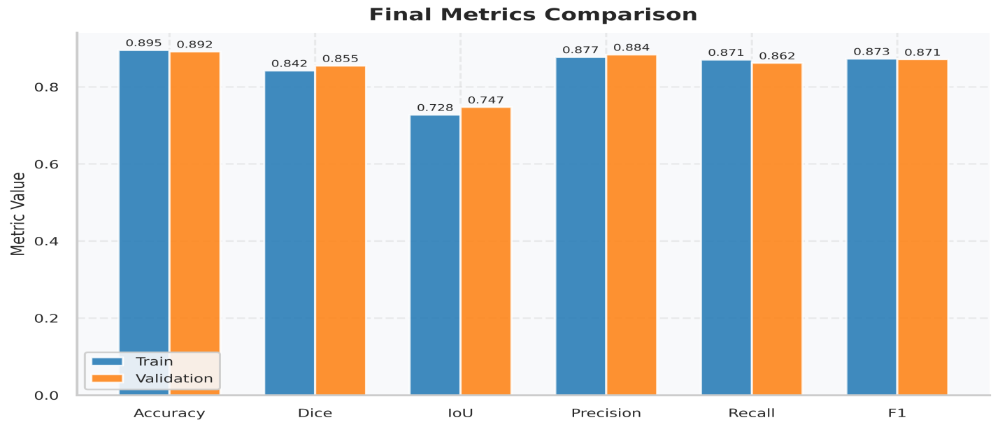 Final Metrics Comparison
0.895 0.892 0.842 0.855 0.728 0.747 0.877 0.884 0.871 0.862 0.873 0.871
Metric Value
0.8
0.6
0.4
0.2
0.0
Train
Validation
Accuracy Dice IoU Precision Recall F1